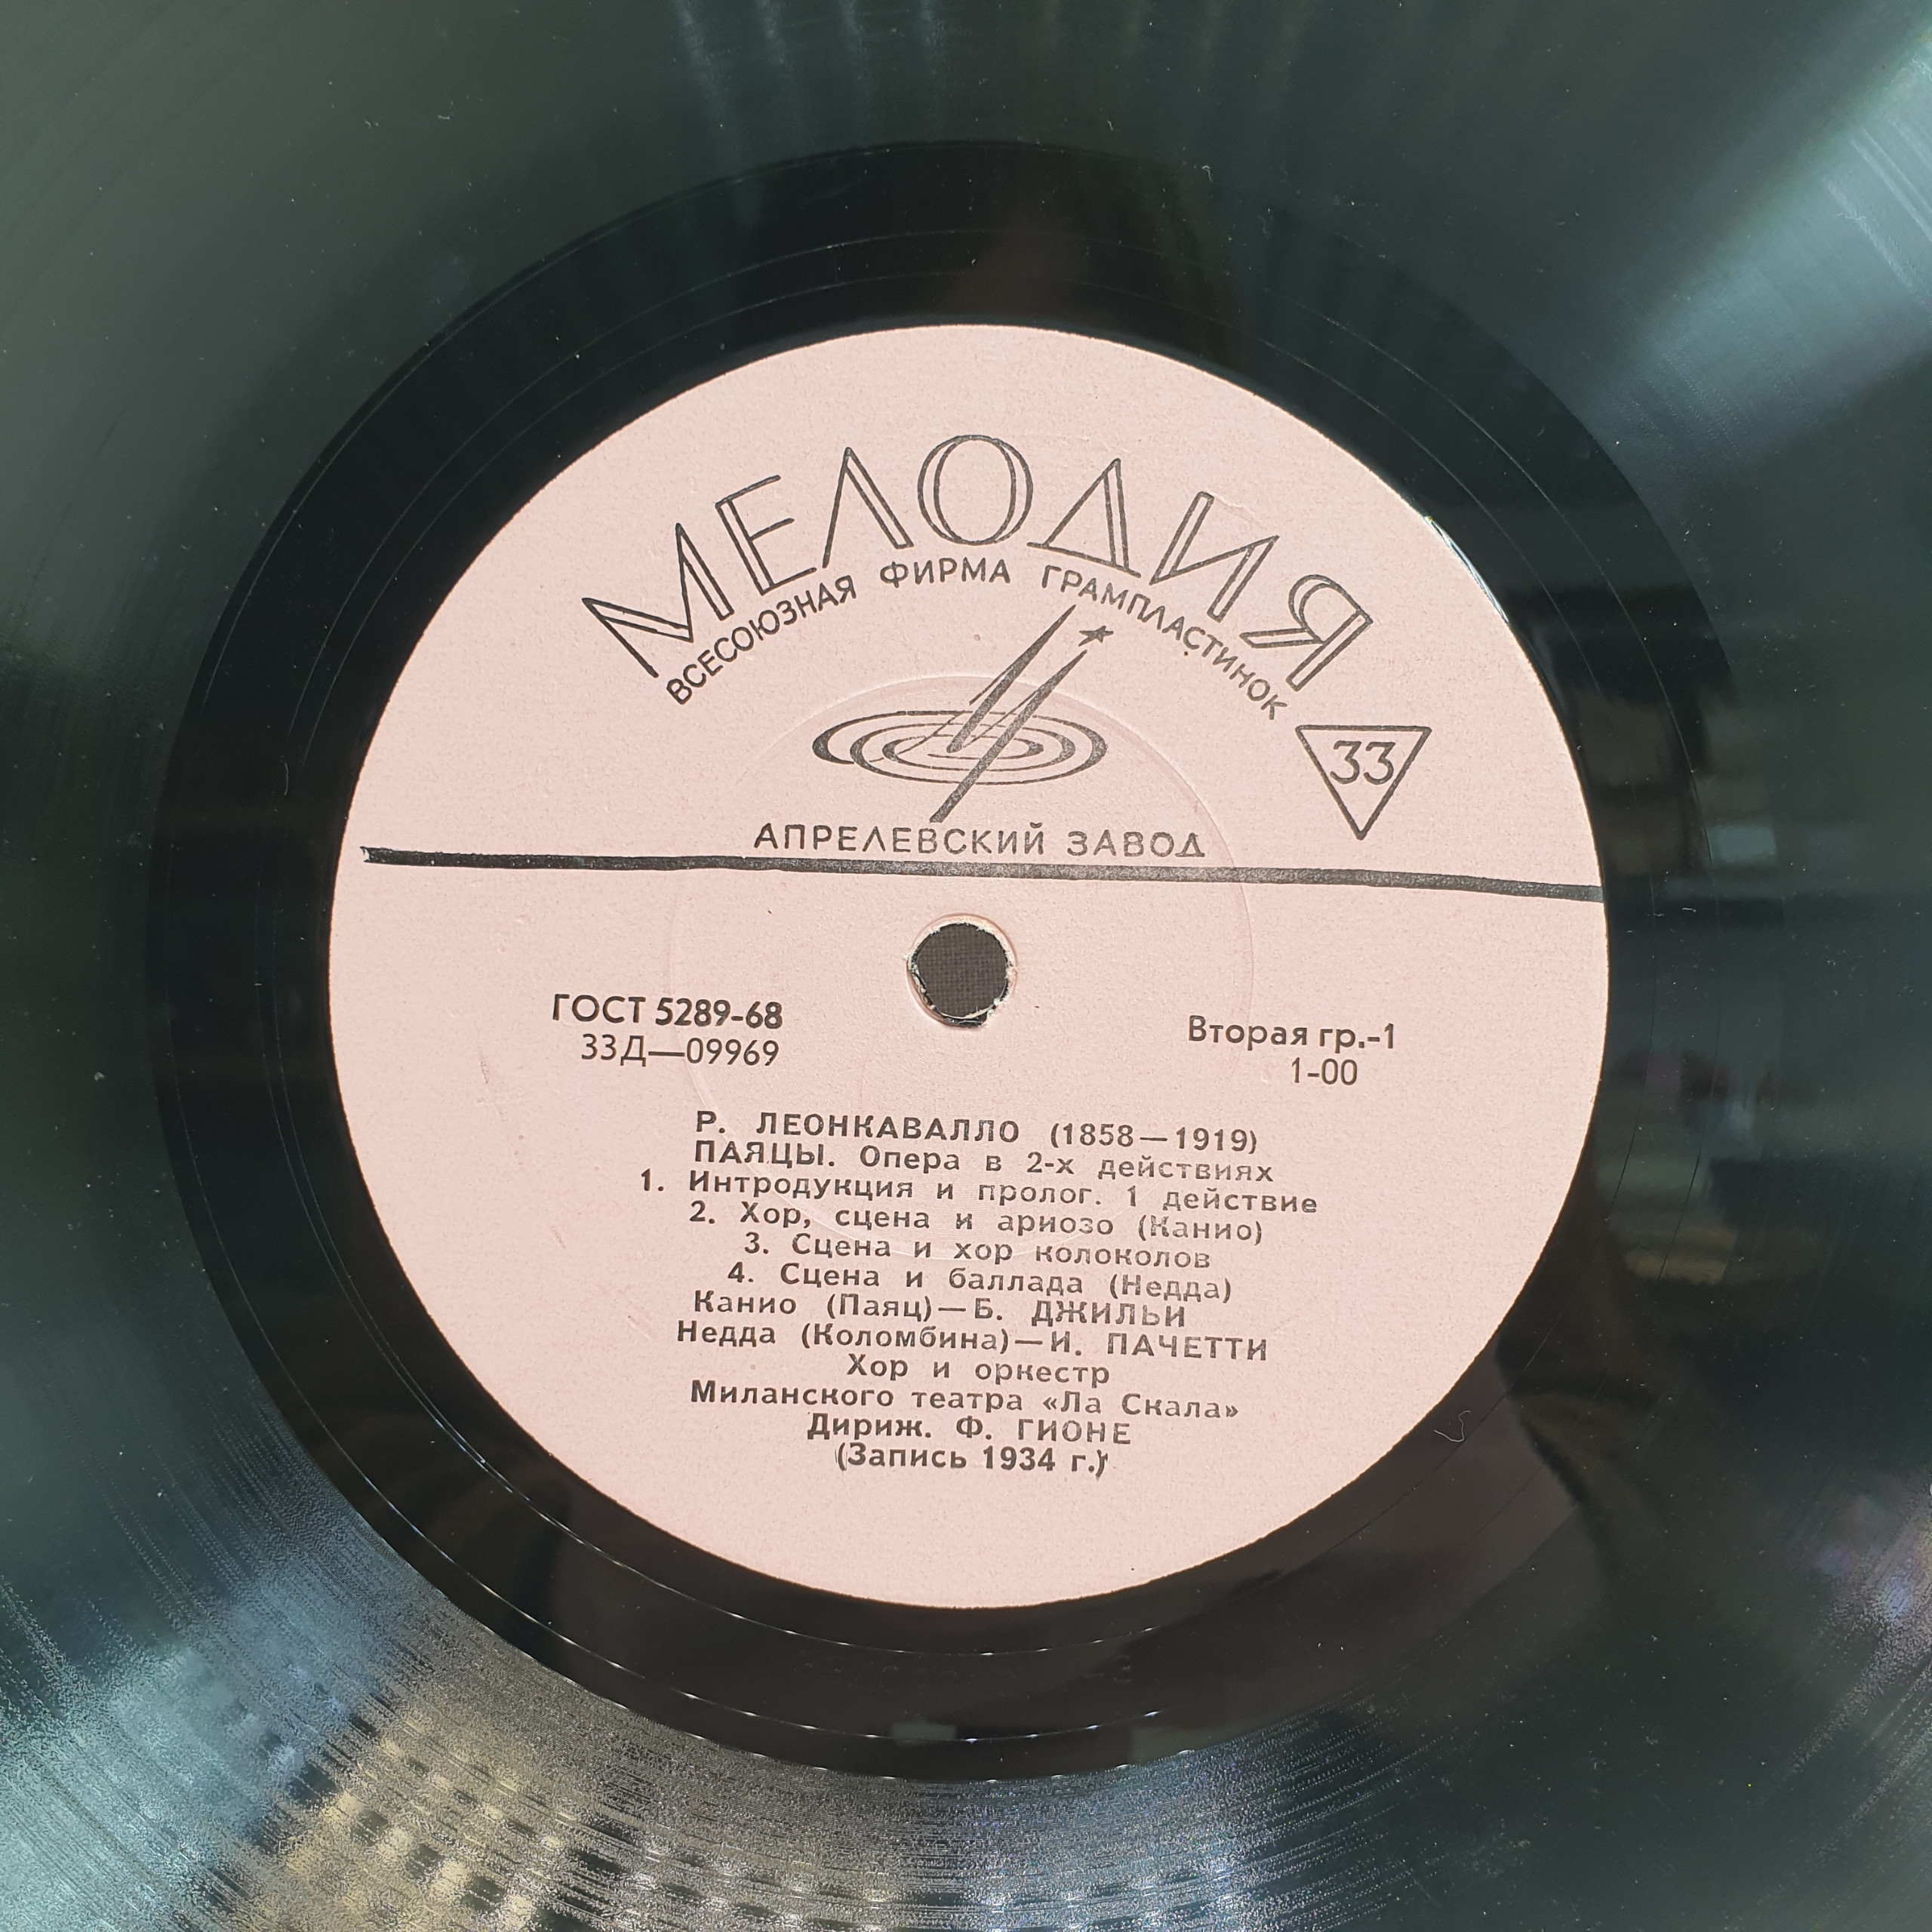 МЕЛОДИЯ
ВСЕСОЮЗНАЯ ФИРМА ГРАМПЛАСТИНОК
33
АПРЕЛЕВСКИЙ ЗАВОД
ГОСТ 5289-68
33Д—09969
Вторая гр.-1
1-00
Р. ЛЕОНКАВАЛЛО (1858—1919)
ПАЯЦЫ. Опера в 2-х действиях
1. Интродукция и пролог. 1 действие
2. Хор, сцена и ариозо (Канио)
3. Сцена и хор колоколов
4. Сцена и баллада (Недда)
Канио (Паяц)—Б. ДЖИЛЬИ
Недда (Коломбина)—И. ПАЧЕТТИ
Хор и оркестр
Миланского театра «Ла Скала»
Дириж. Ф. ГИОНЕ
(Запись 1934 г.)